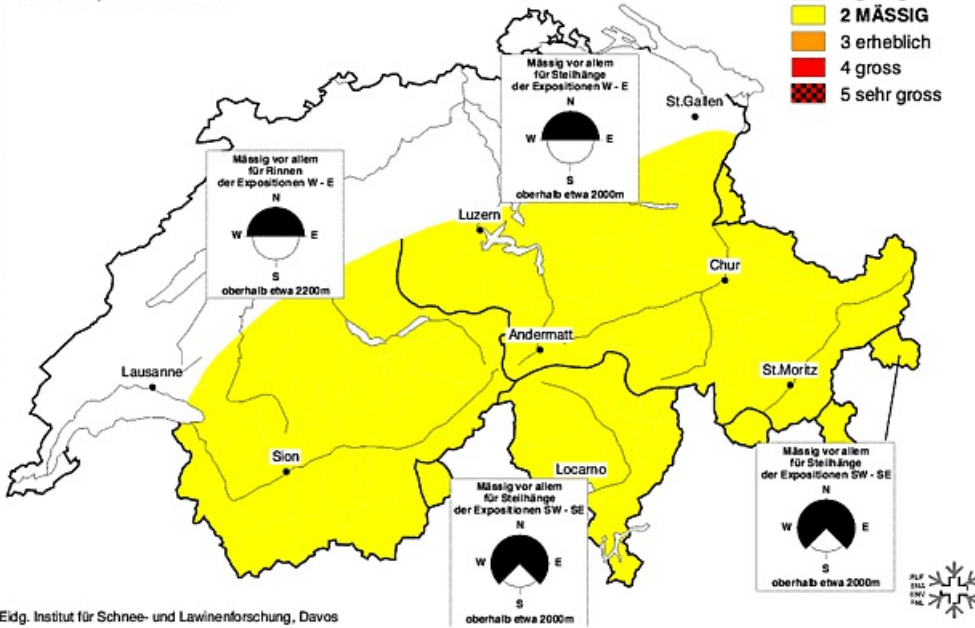 2 MÄSSIG
3 erheblich
4 gross
5 sehr gross
Mässig vor allem
für Steilhänge
der Expositionen W - E
N
W E
S
oberhalb etwa 2000m
St.Gallen
Mässig vor allem
für Rinnen
der Expositionen W - E
N
W E
S
oberhalb etwa 2200m
Luzern
Chur
Andermatt
Lausanne
St.Moritz
Sion
Locarno
Mässig vor allem
für Steilhänge
der Expositionen SW - SE
N
W E
S
oberhalb etwa 2000m
Mässig vor allem
für Steilhänge
der Expositionen SW - SE
N
W E
S
oberhalb etwa 2000m
Eidg. Institut für Schnee- und Lawinenforschung, Davos